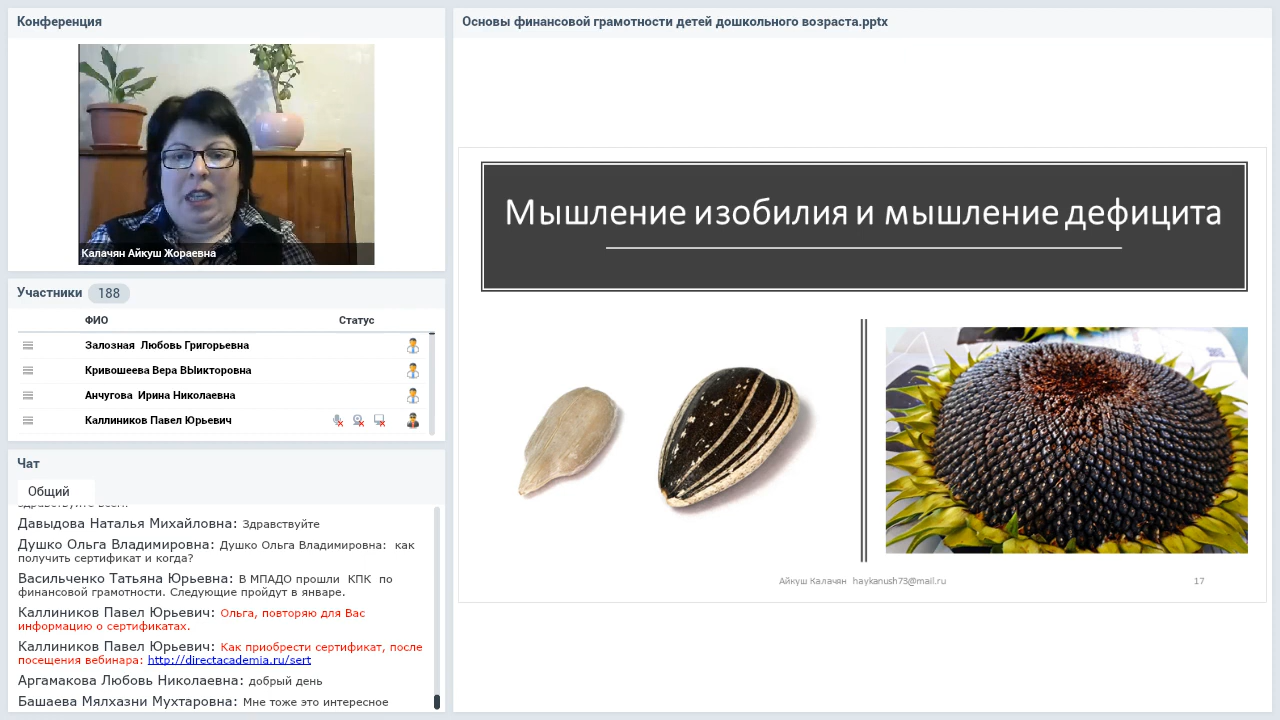 Конференция
Калачян Айкуш Жораевна
Участники 188
ФИО Статус
Залозная Любовь Григорьевна
Кривошеева Вера ВЫикторовна
Анчугова Ирина Николаевна
Каллиников Павел Юрьевич
Чат
Общий
Давыдова Наталья Михайловна: Здравствуйте
Душко Ольга Владимировна: Душко Ольга Владимировна: как
получить сертификат и когда?
Васильченко Татьяна Юрьевна: В МПАДО прошли КПК по
финансовой грамотности. Следующие пройдут в январе.
Каллиников Павел Юрьевич: Ольга, повторяю для Вас
информацию о сертификатах.
Каллиников Павел Юрьевич: Как приобрести сертификат, после
посещения вебинара: http://directacademia.ru/sert
Аргамакова Любовь Николаевна: добрый день
Башаева Мялхазни Мухтаровна: Мне тоже это интересное
Основы финансовой грамотности детей дошкольного возраста.pptx
Мышление изобилия и мышление дефицита
Айкуш Калачян haykanush73@mail.ru
17